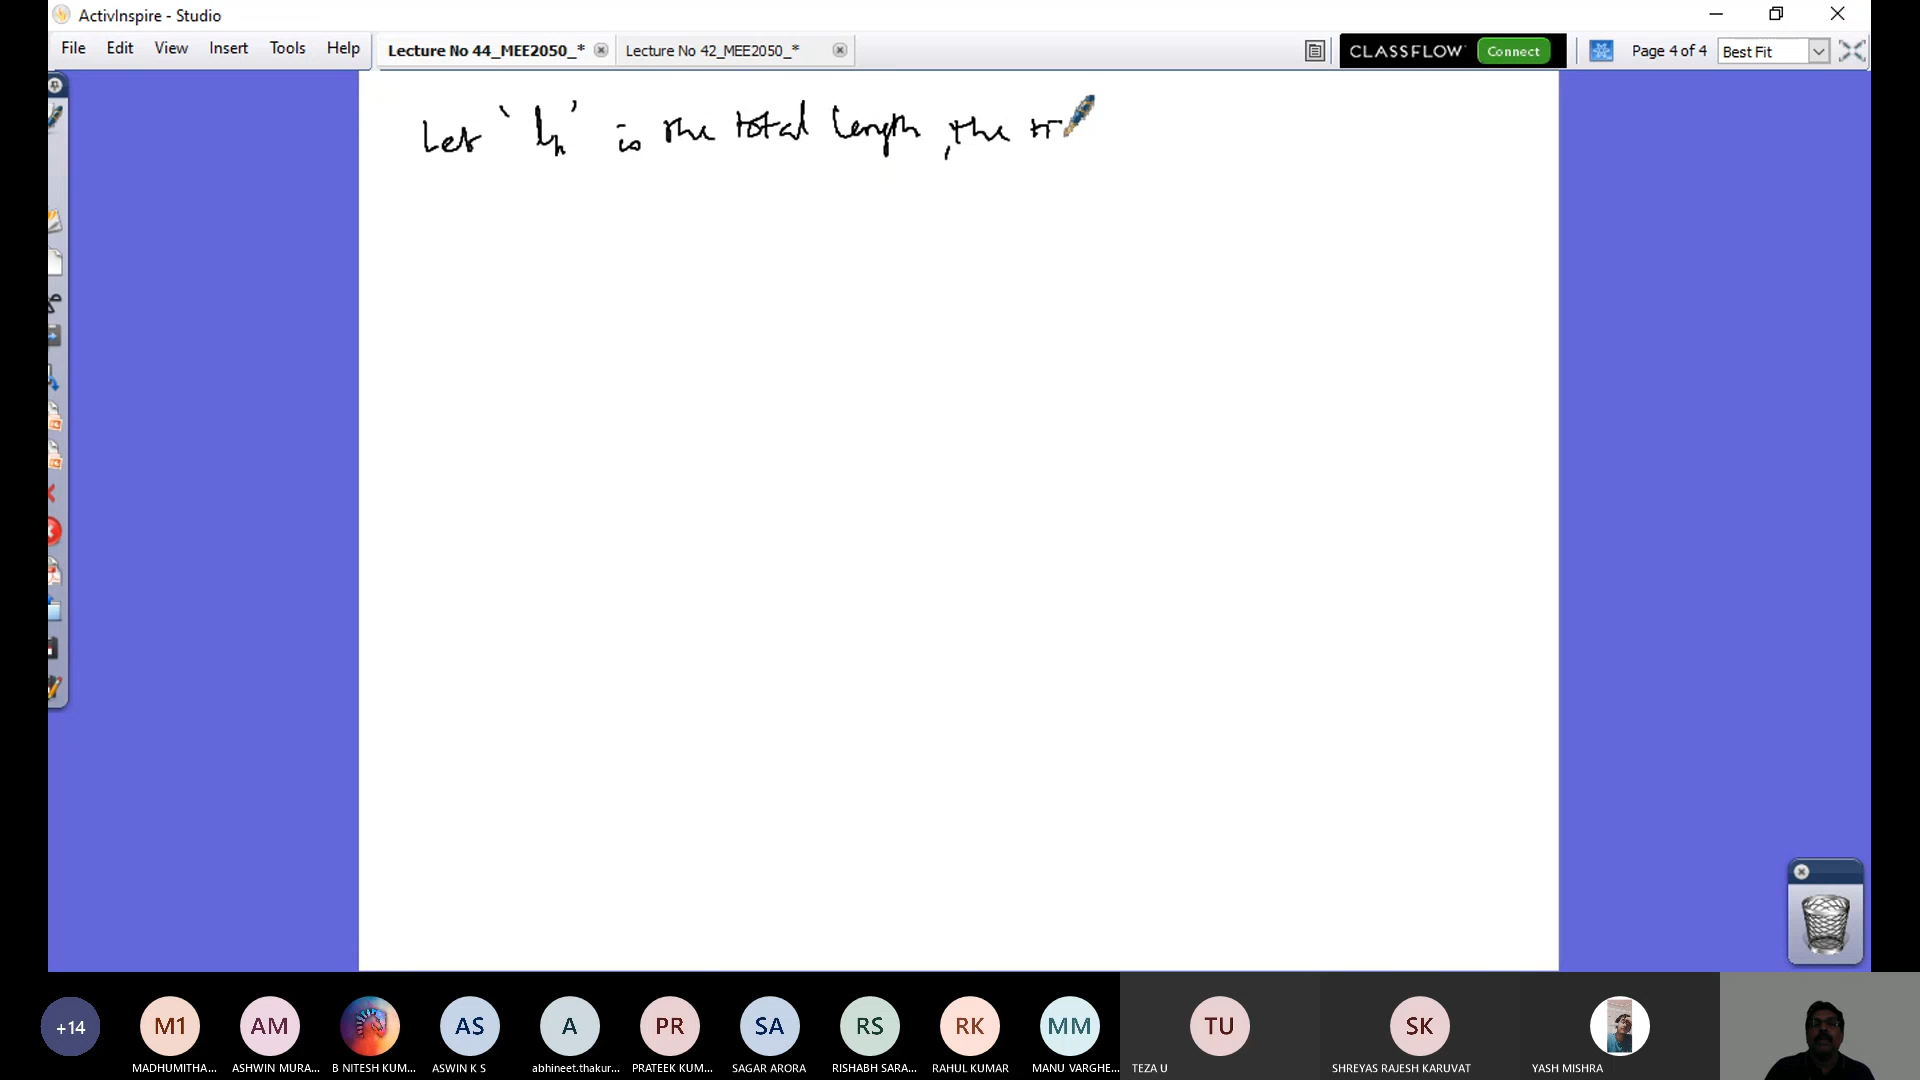 ActivInspire - Studio
File Edit View Insert Tools Help
Lecture No 44_MEE2050_* Lecture No 42_MEE2050_*
CLASSFLOW Connect
Page 4 of 4 Best Fit
Let ‘ln’ is the total length, the tr
+14 M1 AM AS A PR SA RS RK MM TU SK
MADHUMITHA... ASHWIN MURA... B NITESH KUM... ASWIN K S abhineet.thakur... PRATEEK KUM... SAGAR ARORA RISHABH SARA... RAHUL KUMAR MANU VARGHE... TEZA U SHREYAS RAJESH KARUVAT YASH MISHRA